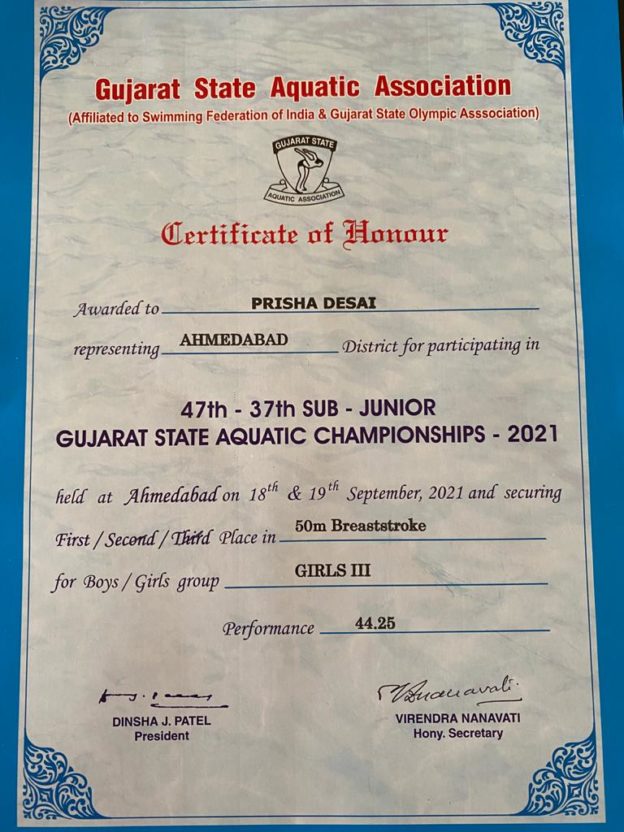 Gujarat State Aquatic Association
(Affiliated to Swimming Federation of India & Gujarat State Olympic Asssociation)
GUJARAT STATE
AQUATIC ASSOCIATION
Certificate of Honour
Awarded to PRISHA DESAI
representing AHMEDABAD District for participating in
47th - 37th SUB - JUNIOR
GUJARAT STATE AQUATIC CHAMPIONSHIPS - 2021
held at Ahmedabad on 18th & 19th September, 2021 and securing
First / Second / Third Place in 50m Breaststroke
for Boys / Girls group GIRLS III
Performance 44.25
DINSHA J. PATEL
President
VIRENDRA NANAVATI
Hony. Secretary